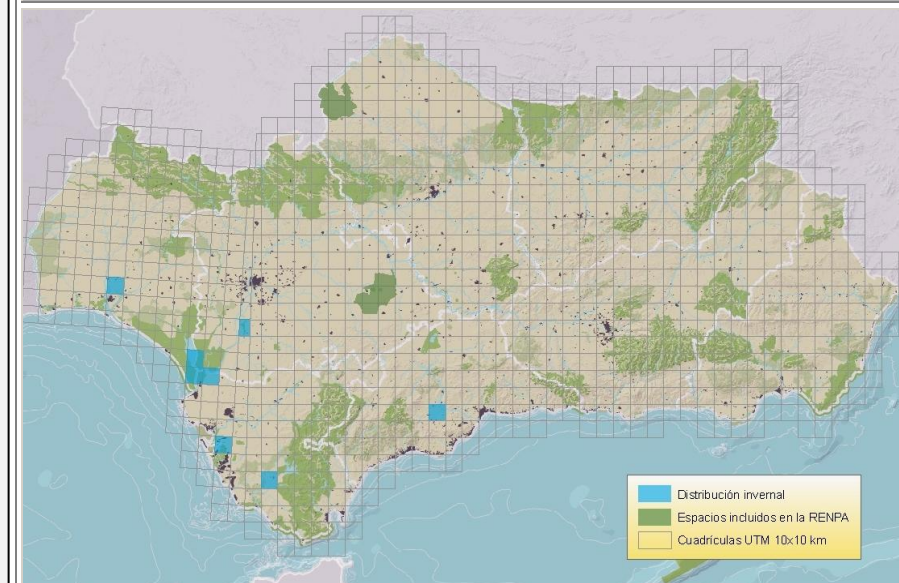 Distribución invernal
Espacios incluidos en la RENPA
Cuadrículas UTM 10x10 km